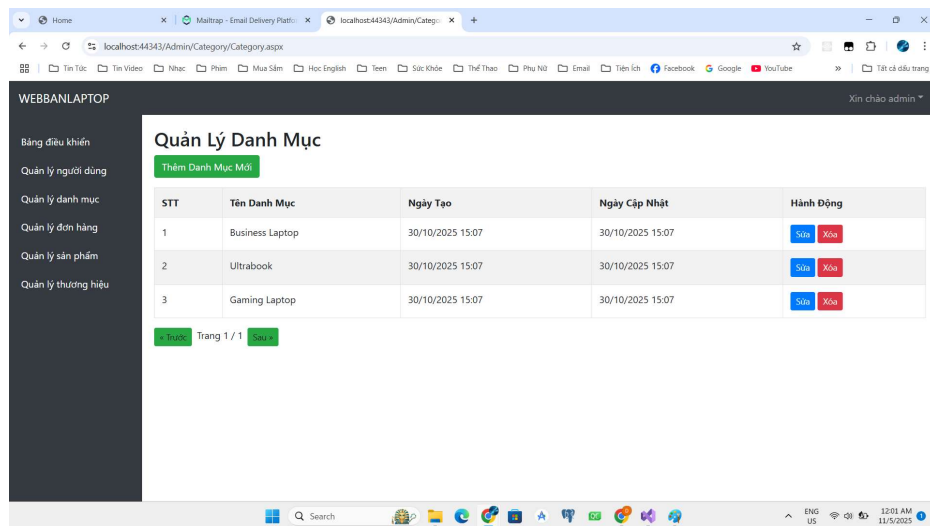 Home
Mailtrap - Email Delivery Platfo
localhost:44343/Admin/Catego
localhost:44343/Admin/Category/Category.aspx
Tin Tức Tin Video Nhạc Phim Mua Sắm Học English Teen Sức Khỏe Thể Thao Phụ Nữ Email Tiện Ích Facebook Google YouTube » Tất cả dấu trang
WEBBANLAPTOP
Xin chào admin
Bảng điều khiển
Quản lý người dùng
Quản lý danh mục
Quản lý đơn hàng
Quản lý sản phẩm
Quản lý thương hiệu
Quản Lý Danh Mục
Thêm Danh Mục Mới
STT Tên Danh Mục Ngày Tạo Ngày Cập Nhật Hành Động
1 Business Laptop 30/10/2025 15:07 30/10/2025 15:07 Sửa Xóa
2 Ultrabook 30/10/2025 15:07 30/10/2025 15:07 Sửa Xóa
3 Gaming Laptop 30/10/2025 15:07 30/10/2025 15:07 Sửa Xóa
« Trước Trang 1 / 1 Sau »
Search
ENG
US
12:01 AM
11/5/2025
1